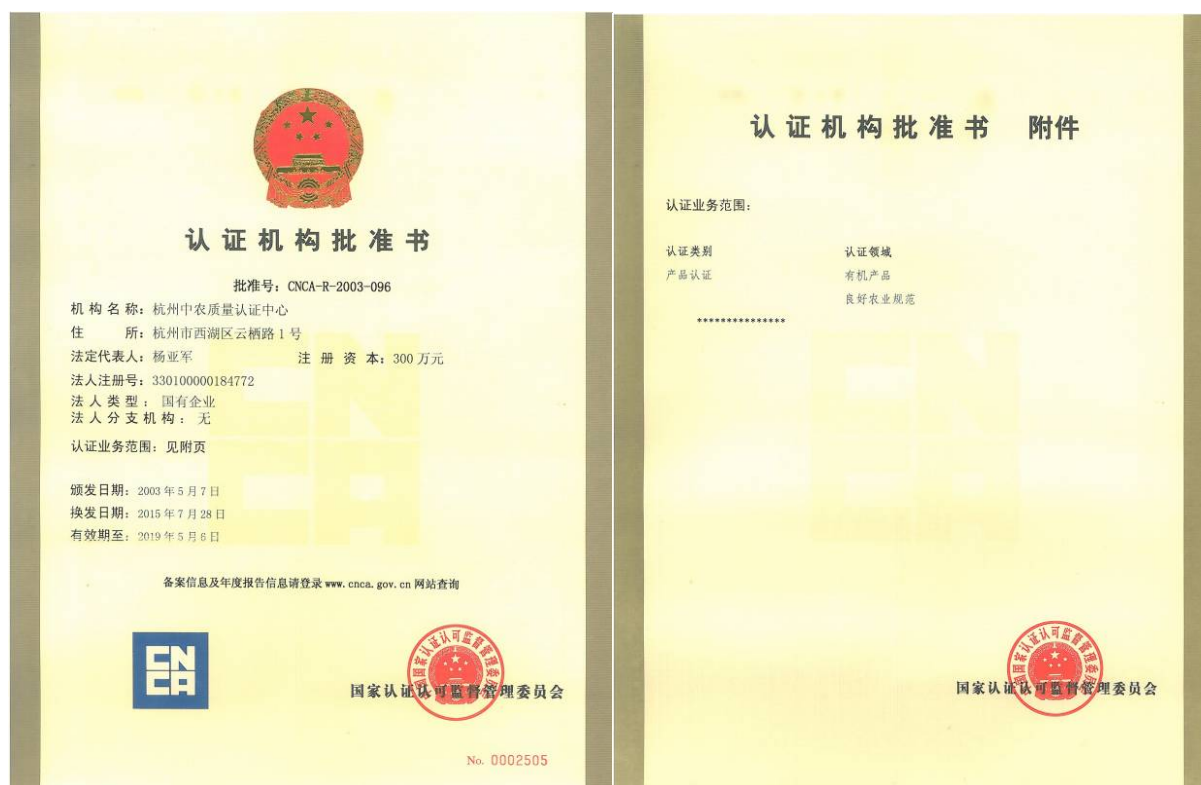 认证机构批准书
批准号：CNCA-R-2003-096
机构名称：杭州中农质量认证中心
住 所：杭州市西湖区云栖路1号
法定代表人：杨亚军 注册资本：300万元
法人注册号：330100000184772
法人类型：国有企业
法人分支机构：无
认证业务范围：见附页
颁发日期：2003年5月7日
换发日期：2015年7月28日
有效期至：2019年5月6日
备案信息及年度报告信息请登录www.cnca.gov.cn网站查询
CN
CA
国家认证认可监督管理委员会
No. 0002505
认证机构批准书 附件
认证业务范围：
认证类别 认证领域
产品认证 有机产品
良好农业规范
***************
CN
CA
国家认证认可监督管理委员会